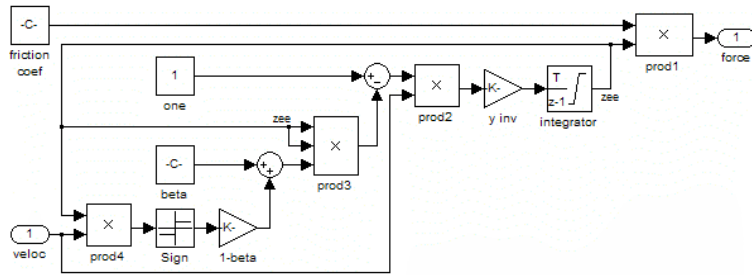 -C-
friction
coef
1
one
zee
-C-
beta
1
veloc
×
prod4
Sign
K-
1-beta
+
+
×
prod3
+
−
×
prod2
K-
y inv
T
z-1
integrator
zee
×
prod1
1
force